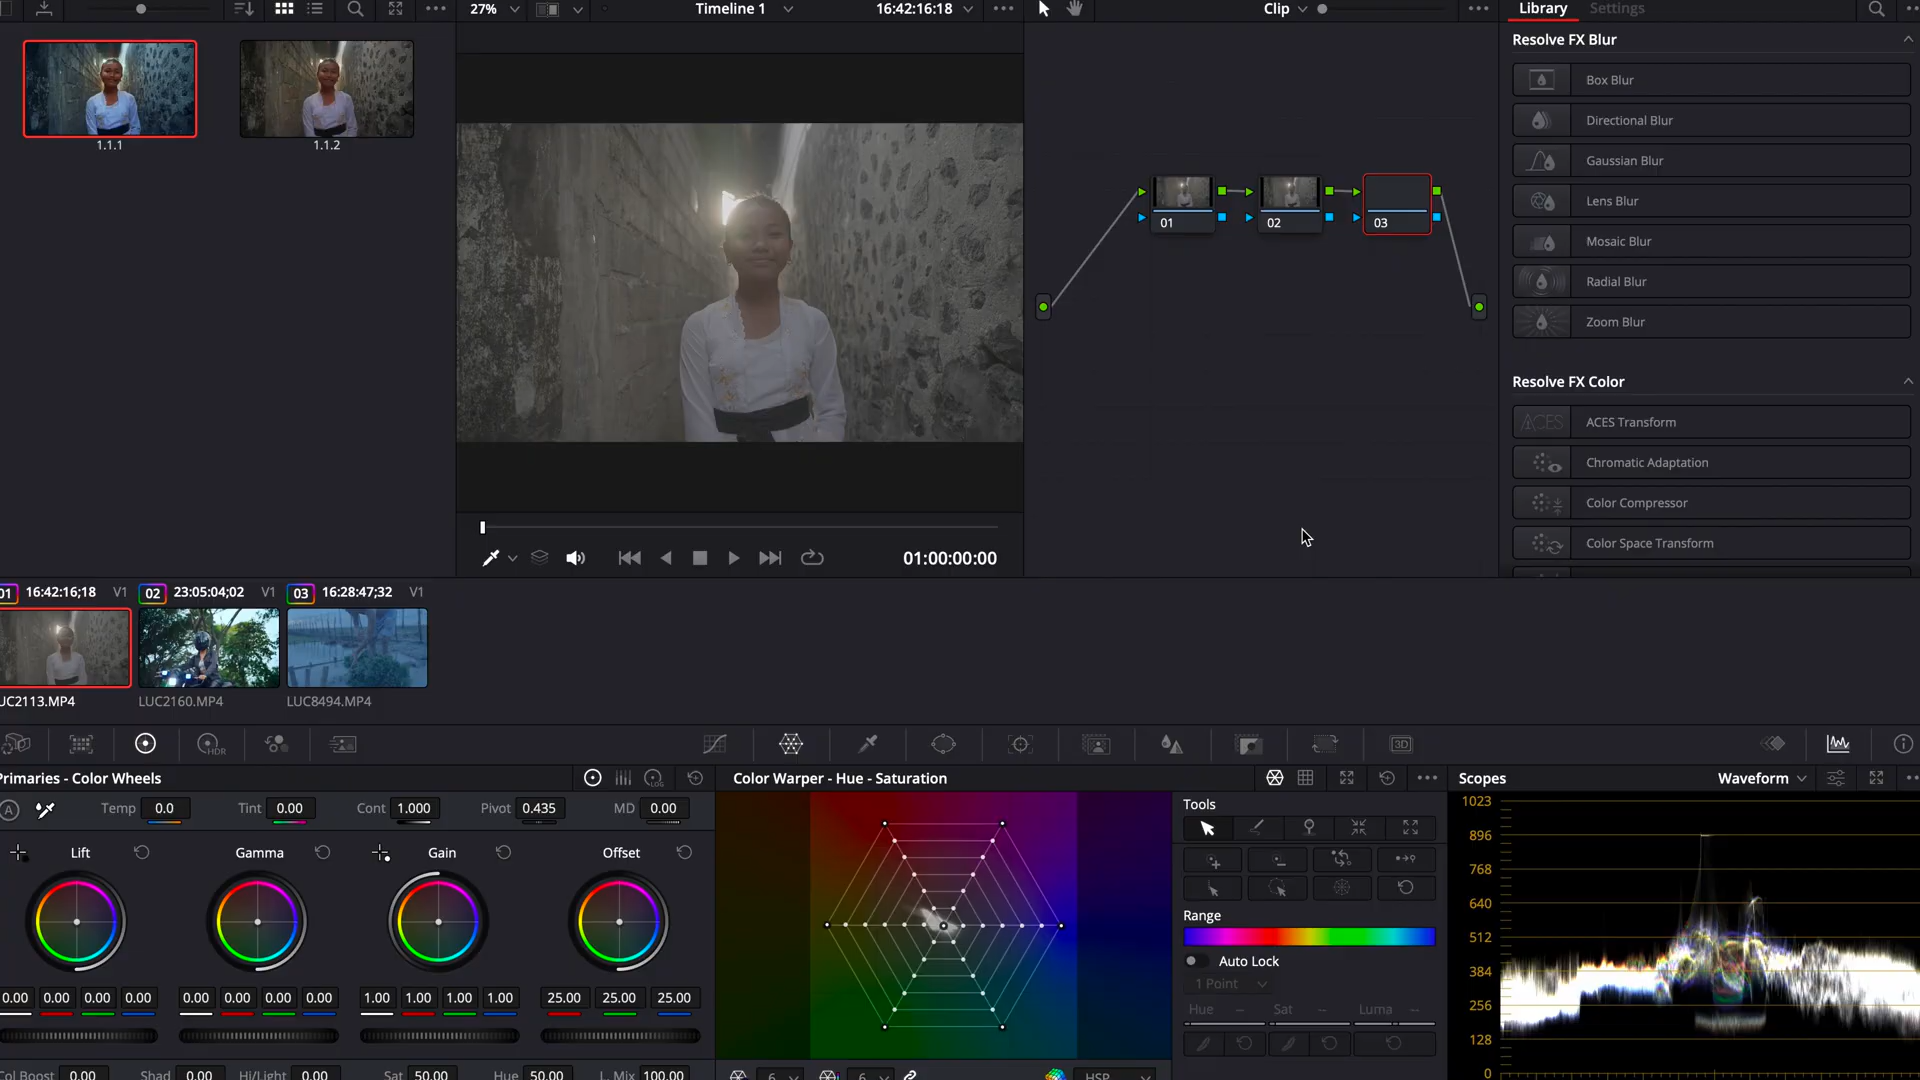 27%
Timeline 1
16:42:16:18
Clip
Library
Settings
1.1.1
1.1.2
Resolve FX Blur
Box Blur
Directional Blur
Gaussian Blur
Lens Blur
Mosaic Blur
Radial Blur
Zoom Blur
Resolve FX Color
ACES
ACES Transform
Chromatic Adaptation
Color Compressor
Color Space Transform
01
02
03
01:00:00:00
01 16:42:16;18 V1
02 23:05:04;02 V1
03 16:28:47;32 V1
UC2113.MP4
LUC2160.MP4
LUC8494.MP4
HDR
3D
Primaries - Color Wheels
LOG
A
Temp 0.0
Tint 0.00
Cont 1.000
Pivot 0.435
MD 0.00
Lift
Gamma
Gain
Offset
0.00 0.00 0.00 0.00
0.00 0.00 0.00 0.00
1.00 1.00 1.00 1.00
25.00 25.00 25.00
Col Boost 0.00
Shad 0.00
Hi/Light 0.00
Sat 50.00
Hue 50.00
L. Mix 100.00
Color Warper - Hue - Saturation
6
6
HSP
Tools
Range
Auto Lock
1 Point
Hue --
Sat --
Luma --
Scopes
Waveform
1023
896
768
640
512
384
256
128
0